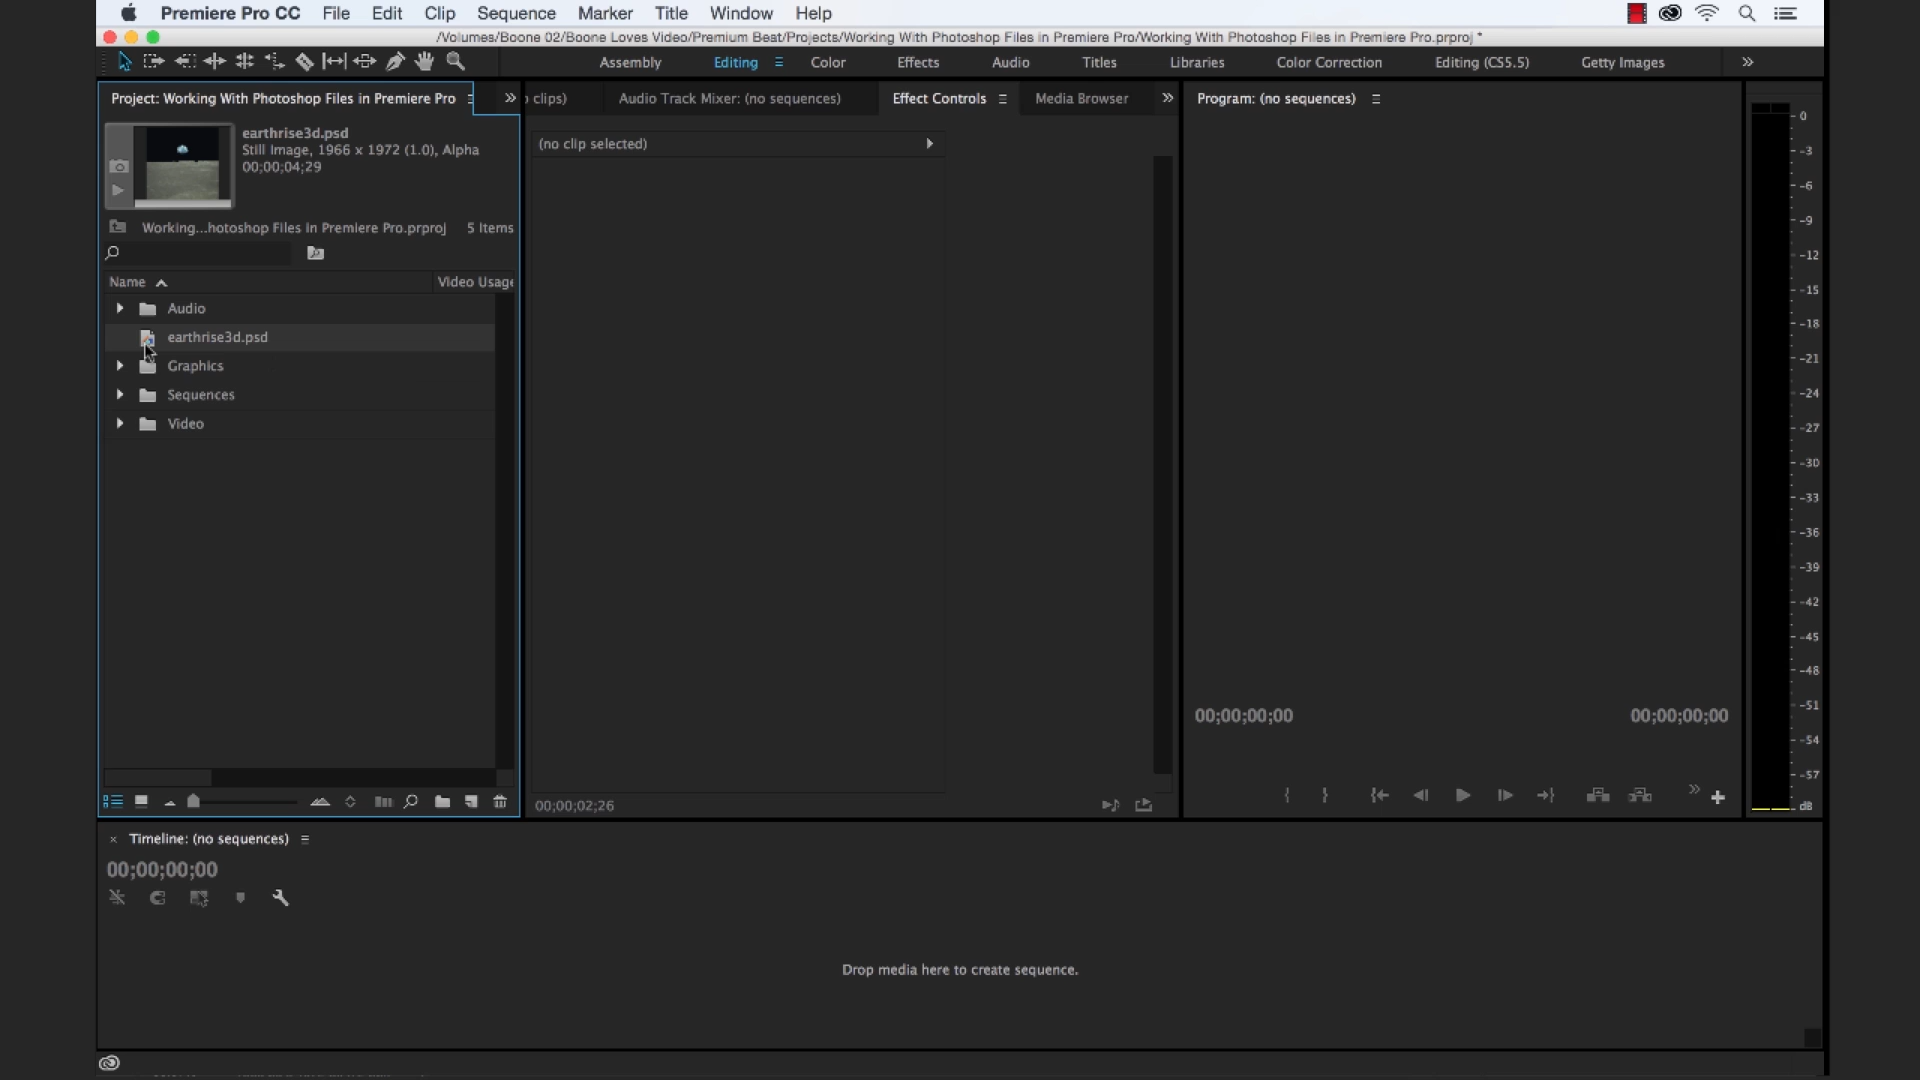 Premiere Pro CC File Edit Clip Sequence Marker Title Window Help
/Volumes/Boone 02/Boone Loves Video/Premium Beat/Projects/Working With Photoshop Files in Premiere Pro/Working With Photoshop Files in Premiere Pro.prproj *
Assembly Editing Color Effects Audio Titles Libraries Color Correction Editing (CS5.5) Getty Images
Project: Working With Photoshop Files in Premiere Pro
clips) Audio Track Mixer: (no sequences) Effect Controls Media Browser
Program: (no sequences)
earthrise3d.psd
Still Image, 1966 x 1972 (1.0), Alpha
00;00;04;29
Working...hotoshop Files in Premiere Pro.prproj 5 Items
Name Video Usage
Audio
earthrise3d.psd
Graphics
Sequences
Video
(no clip selected)
00;00;02;26
00;00;00;00 00;00;00;00
0
-3
-6
-9
-12
-15
-18
-21
-24
-27
-30
-33
-36
-39
-42
-45
-48
-51
-54
-57
dB
Timeline: (no sequences)
00;00;00;00
Drop media here to create sequence.